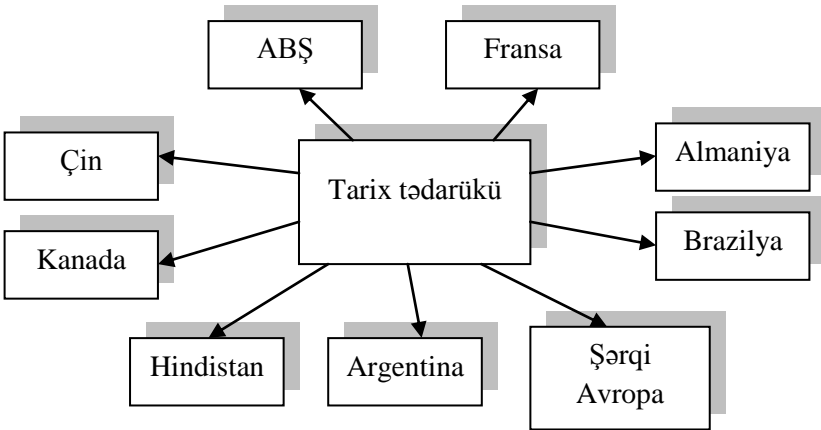 ABŞ
Fransa
Çin
Tarix tədarükü
Almaniya
Kanada
Brazilya
Hindistan
Argentina
Şərqi
Avropa